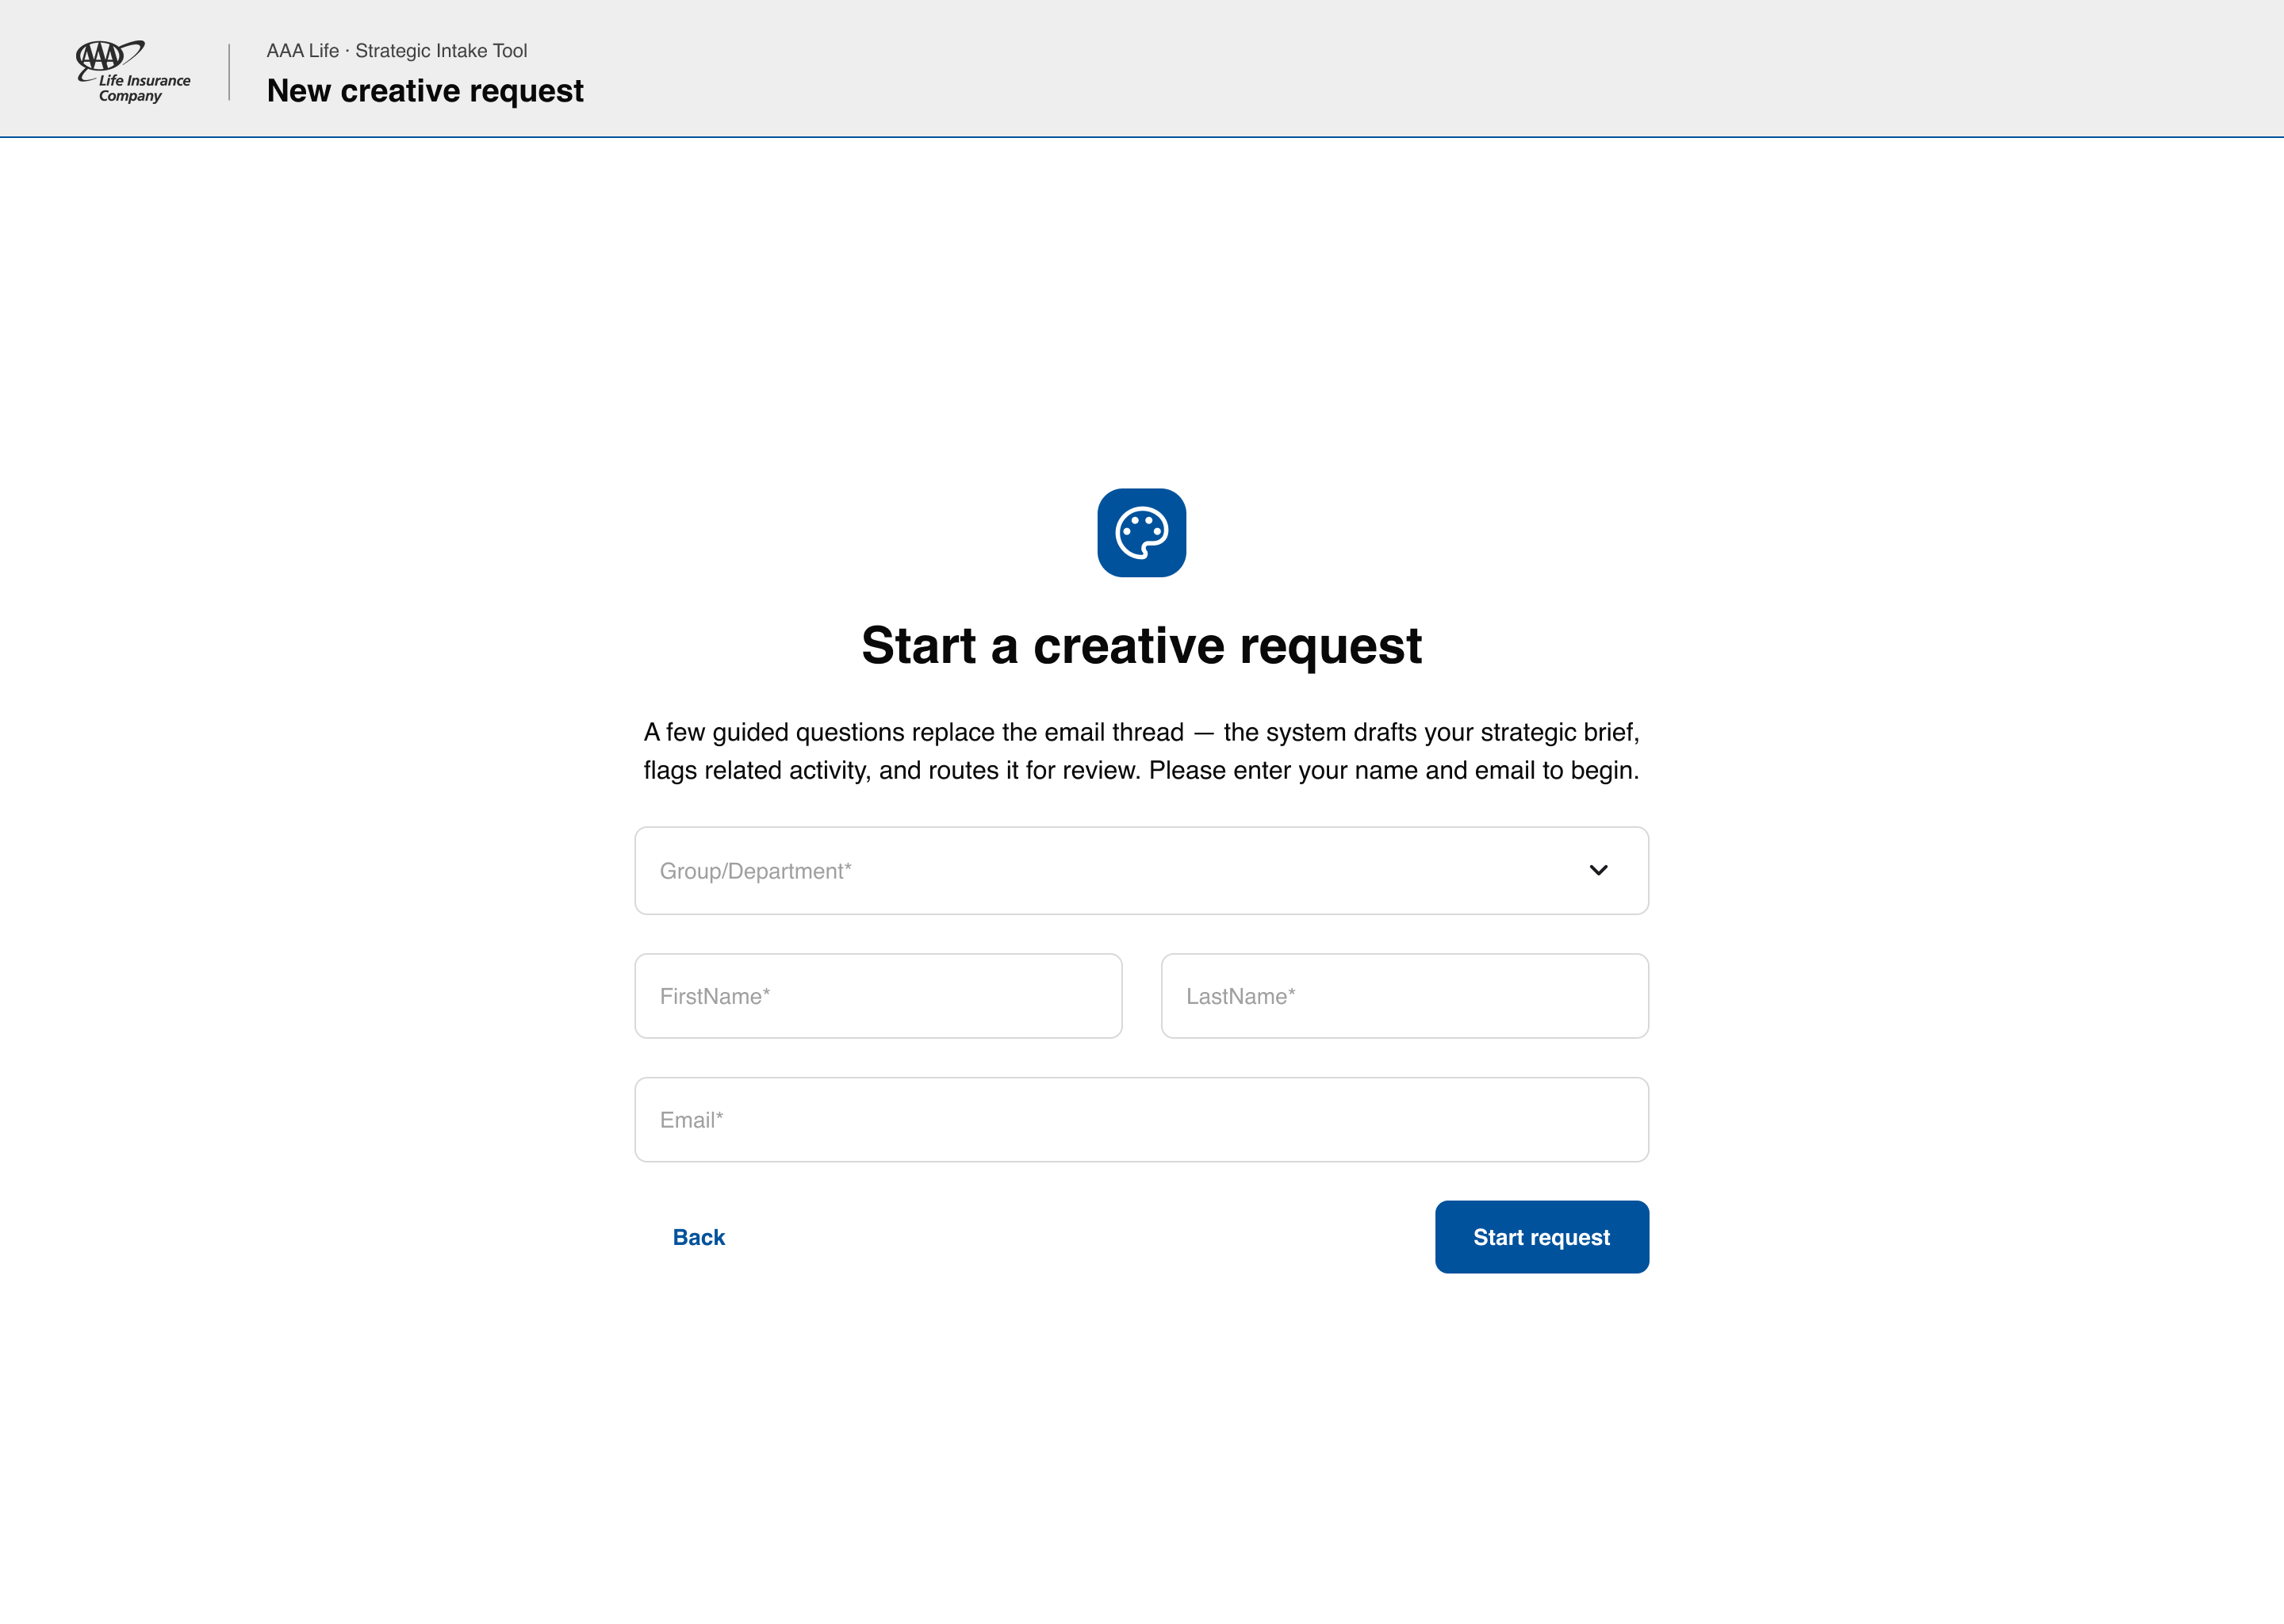 AAA
Life Insurance
Company
AAA Life · Strategic Intake Tool
New creative request
Start a creative request
A few guided questions replace the email thread — the system drafts your strategic brief,
flags related activity, and routes it for review. Please enter your name and email to begin.
Group/Department*
FirstName*
LastName*
Email*
Back
Start request